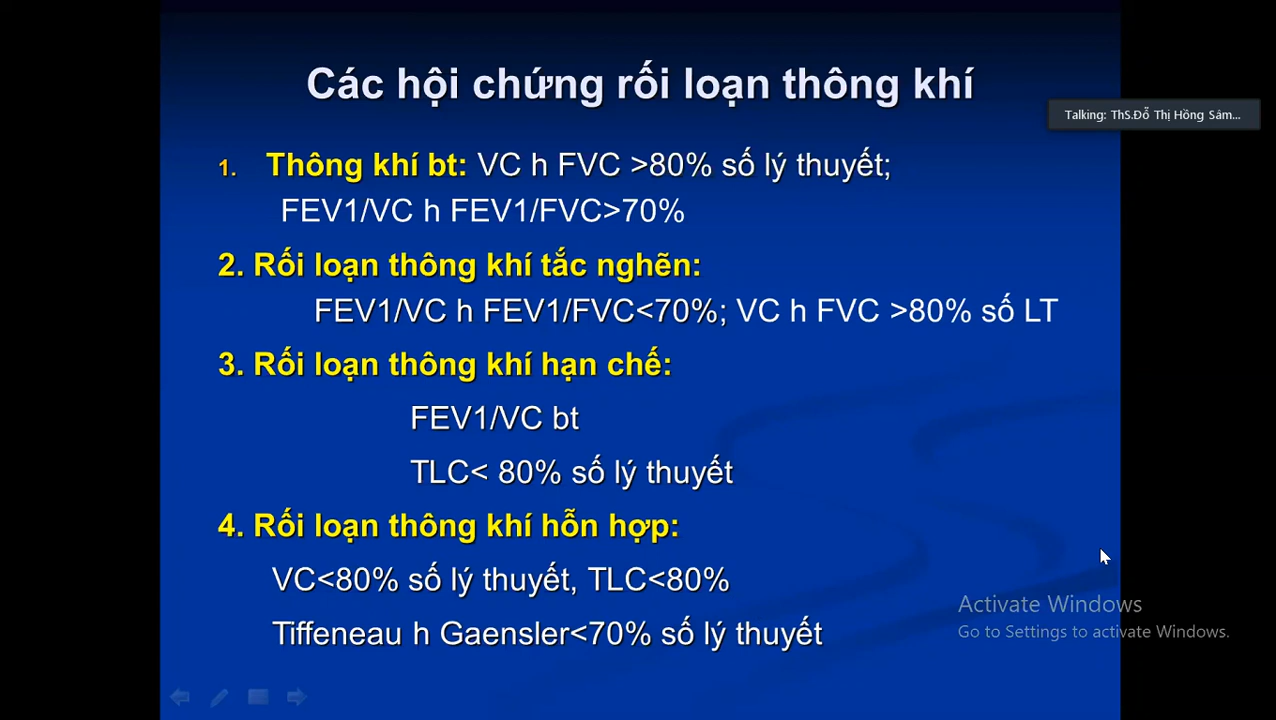 Các hội chứng rối loạn thông khí
Talking: ThS.Đỗ Thị Hồng Sâm...
1. Thông khí bt: VC h FVC >80% số lý thuyết;
FEV1/VC h FEV1/FVC>70%
2. Rối loạn thông khí tắc nghẽn:
FEV1/VC h FEV1/FVC<70%; VC h FVC >80% số LT
3. Rối loạn thông khí hạn chế:
FEV1/VC bt
TLC< 80% số lý thuyết
4. Rối loạn thông khí hỗn hợp:
VC<80% số lý thuyết, TLC<80%
Tiffeneau h Gaensler<70% số lý thuyết
Activate Windows
Go to Settings to activate Windows.